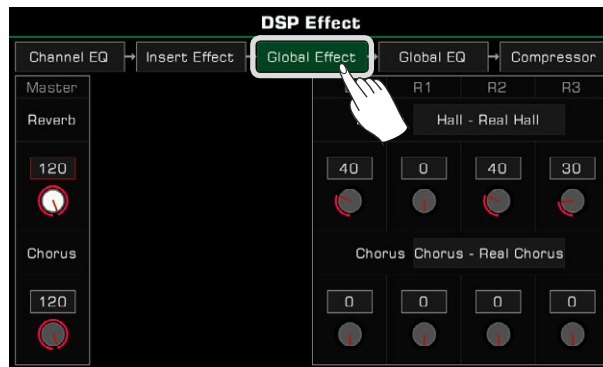 DSP Effect
Channel EQ Insert Effect Global Effect Global EQ Compressor
Master R1 R2 R3
Reverb Hall - Real Hall
120 40 0 40 30
Chorus Chorus Chorus - Real Chorus
120 0 0 0 0